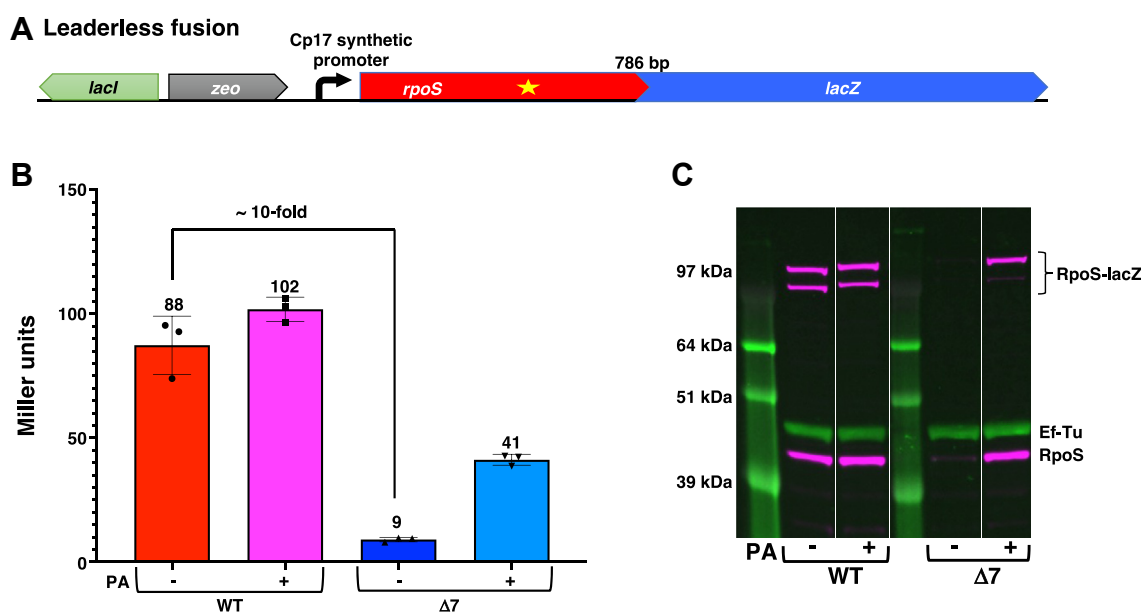 A Leaderless fusion
Cp17 synthetic
promoter
786 bp
lacI
zeo
rpoS
lacZ
B
Miller units
150
100
50
0
~ 10-fold
88
102
9
41
PA
-
+
-
+
WT
Δ7
C
97 kDa
64 kDa
51 kDa
39 kDa
RpoS-lacZ
Ef-Tu
RpoS
PA
-
+
-
+
WT
Δ7